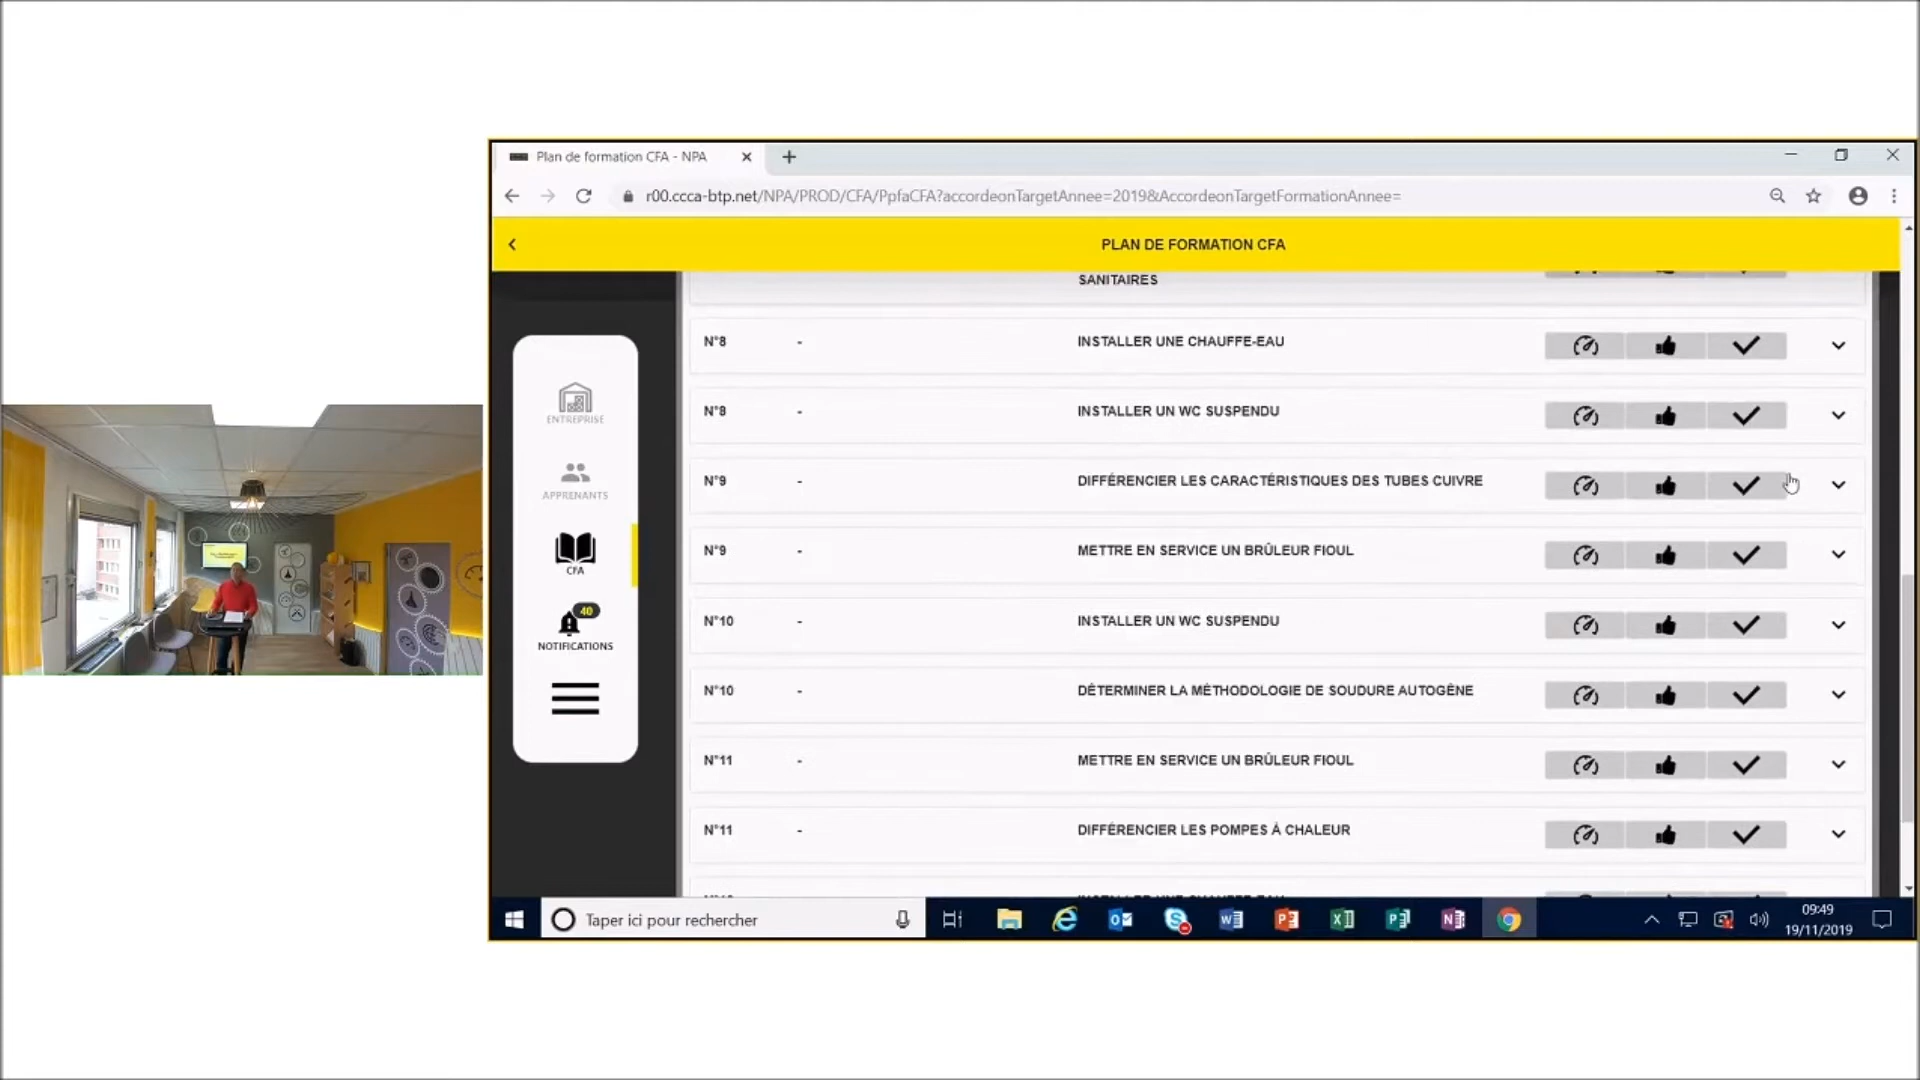 Plan de formation CFA - NPA
r00.ccca-btp.net/NPA/PROD/CFA/PpfaCFA?accordeonTargetAnnee=2019&AccordeonTargetFormationAnnee=
PLAN DE FORMATION CFA
SANITAIRES
N°8 - INSTALLER UNE CHAUFFE-EAU
N°8 - INSTALLER UN WC SUSPENDU
N°9 - DIFFÉRENCIER LES CARACTÉRISTIQUES DES TUBES CUIVRE
N°9 - METTRE EN SERVICE UN BRÛLEUR FIOUL
N°10 - INSTALLER UN WC SUSPENDU
N°10 - DÉTERMINER LA MÉTHODOLOGIE DE SOUDURE AUTOGÈNE
N°11 - METTRE EN SERVICE UN BRÛLEUR FIOUL
N°11 - DIFFÉRENCIER LES POMPES À CHALEUR
ENTREPRISE
APPRENANTS
CFA
40
NOTIFICATIONS
Taper ici pour rechercher
09:49
19/11/2019